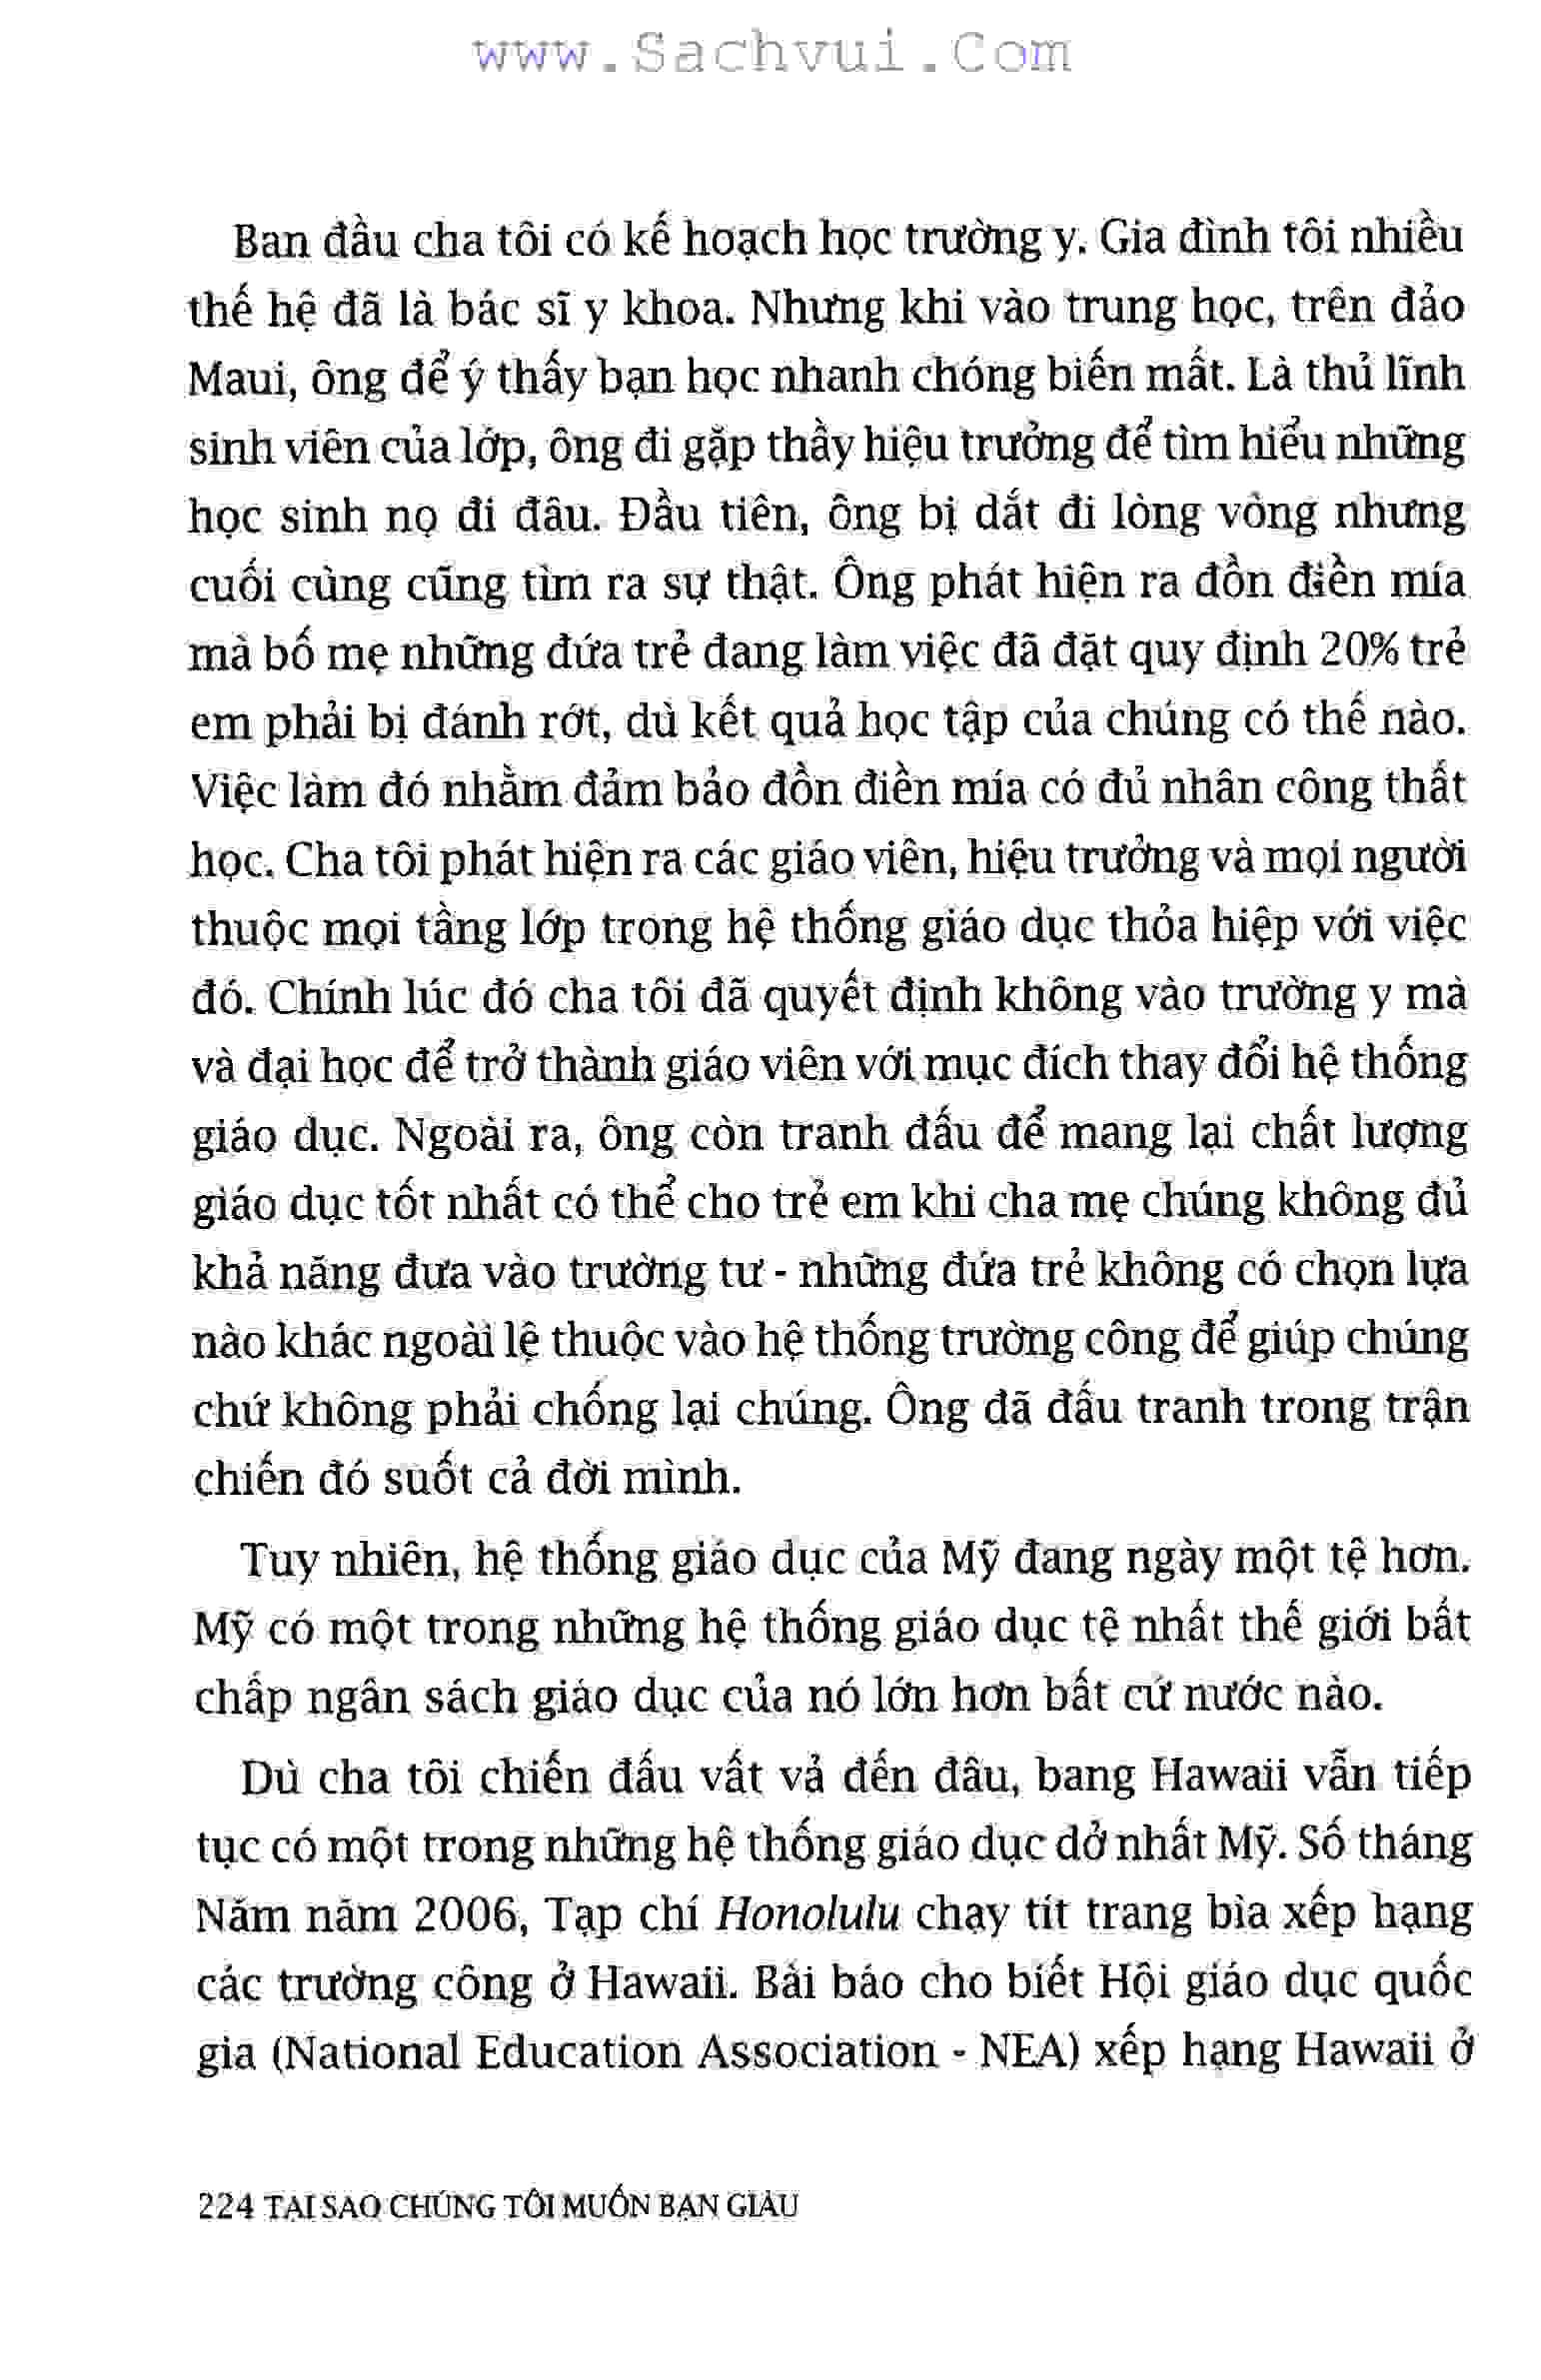 www.Sachvui.Com
Ban đầu cha tôi có kế hoạch học trường y. Gia đình tôi nhiều
thế hệ đã là bác sĩ y khoa. Nhưng khi vào trung học, trên đảo
Maui, ông để ý thấy bạn học nhanh chóng biến mất. Là thủ lĩnh
sinh viên của lớp, ông đi gặp thầy hiệu trưởng để tìm hiểu những
học sinh nọ đi đâu. Đầu tiên, ông bị dắt đi lòng vòng nhưng
cuối cùng cũng tìm ra sự thật. Ông phát hiện ra đồn điền mía
mà bố mẹ những đứa trẻ đang làm việc đã đặt quy định 20% trẻ
em phải bị đánh rớt, dù kết quả học tập của chúng có thế nào.
Việc làm đó nhằm đảm bảo đồn điền mía có đủ nhân công thất
học. Cha tôi phát hiện ra các giáo viên, hiệu trưởng và mọi người
thuộc mọi tầng lớp trong hệ thống giáo dục thỏa hiệp với việc
đó. Chính lúc đó cha tôi đã quyết định không vào trường y mà
và đại học để trở thành giáo viên với mục đích thay đổi hệ thống
giáo dục. Ngoài ra, ông còn tranh đấu để mang lại chất lượng
giáo dục tốt nhất có thể cho trẻ em khi cha mẹ chúng không đủ
khả năng đưa vào trường tư - những đứa trẻ không có chọn lựa
nào khác ngoài lệ thuộc vào hệ thống trường công để giúp chúng
chứ không phải chống lại chúng. Ông đã đấu tranh trong trận
chiến đó suốt cả đời mình.
Tuy nhiên, hệ thống giáo dục của Mỹ đang ngày một tệ hơn.
Mỹ có một trong những hệ thống giáo dục tệ nhất thế giới bất
chấp ngân sách giáo dục của nó lớn hơn bất cứ nước nào.
Dù cha tôi chiến đấu vất vả đến đâu, bang Hawaii vẫn tiếp
tục có một trong những hệ thống giáo dục dở nhất Mỹ. Số tháng
Năm năm 2006, Tạp chí Honolulu chạy tít trang bìa xếp hạng
các trường công ở Hawaii. Bài báo cho biết Hội giáo dục quốc
gia (National Education Association - NEA) xếp hạng Hawaii ở
224 TẠI SAO CHÚNG TÔI MUỐN BẠN GIÀU